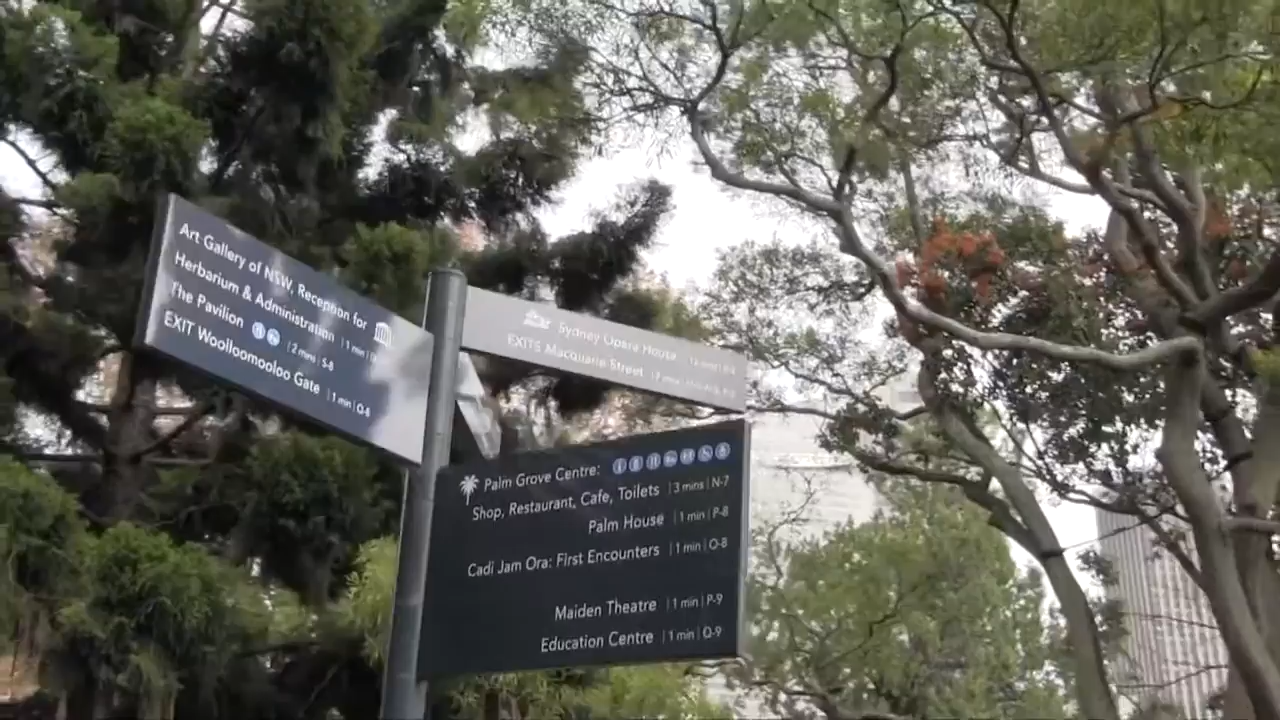 Art Gallery of NSW, Reception for
Herbarium & Administration | 1 min |
The Pavilion | 2 mins | S-8
EXIT Woolloomooloo Gate | 1 min | Q-6
Sydney Opera House
EXITS Macquarie Street
Palm Grove Centre:
Shop, Restaurant, Cafe, Toilets | 3 mins | N-7
Palm House | 1 min | P-8
Cadi Jam Ora: First Encounters | 1 min | O-8
Maiden Theatre | 1 min | P-9
Education Centre | 1 min | Q-9